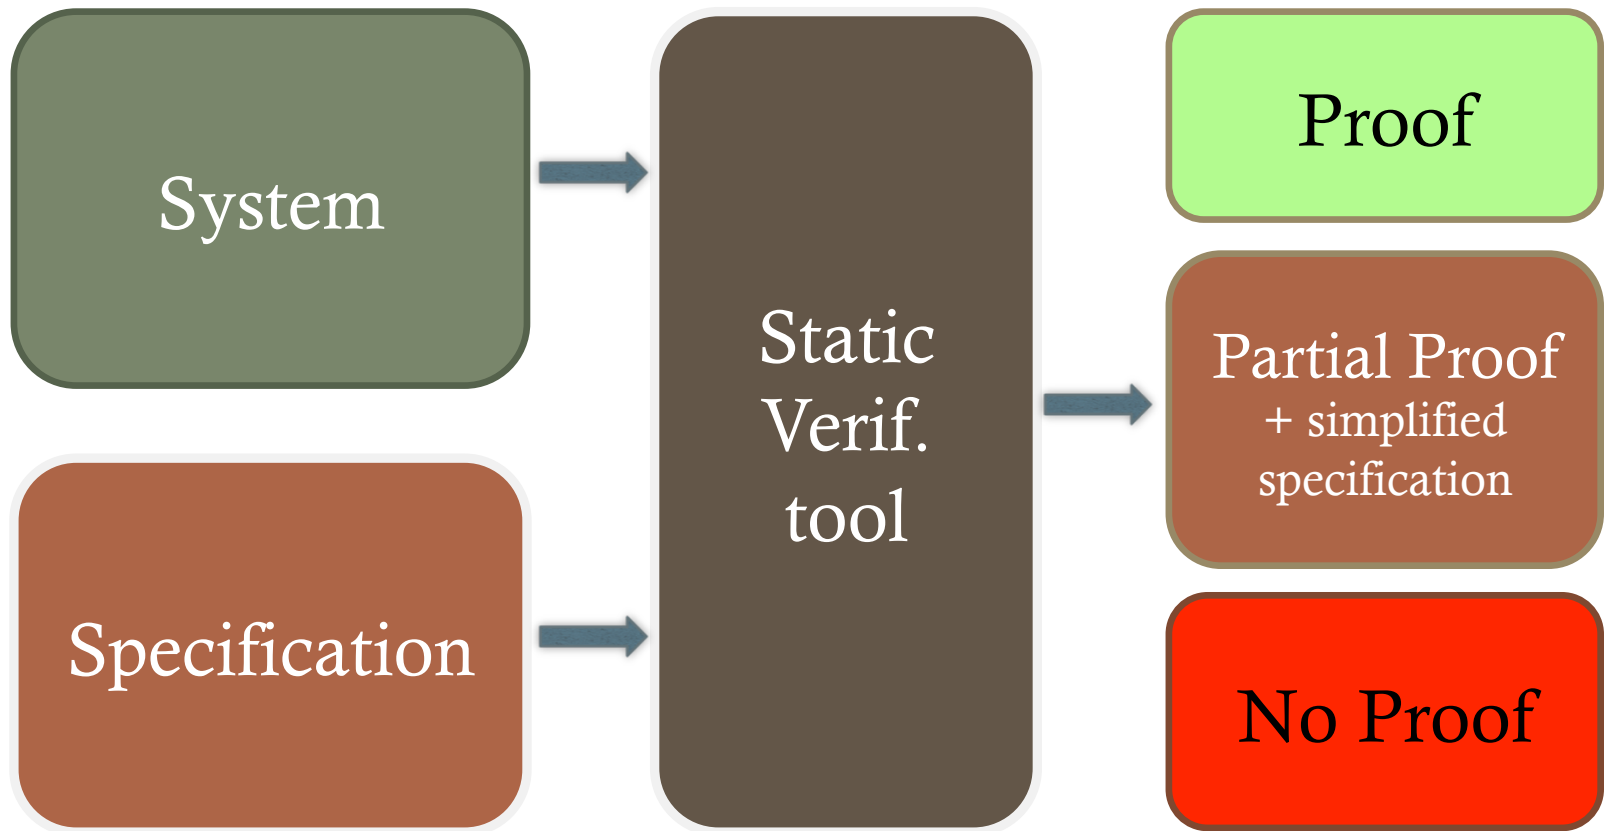 System
Specification
Static
Verif.
tool
Proof
Partial Proof
+ simplified
specification
No Proof